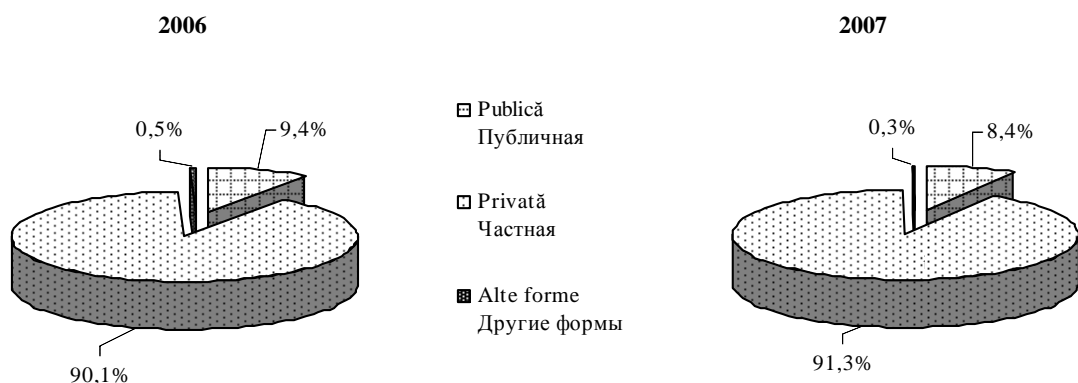 2006
0,5%
9,4%
90,1%
Publică
Публичная
Privată
Частная
Alte forme
Другие формы
2007
0,3%
8,4%
91,3%